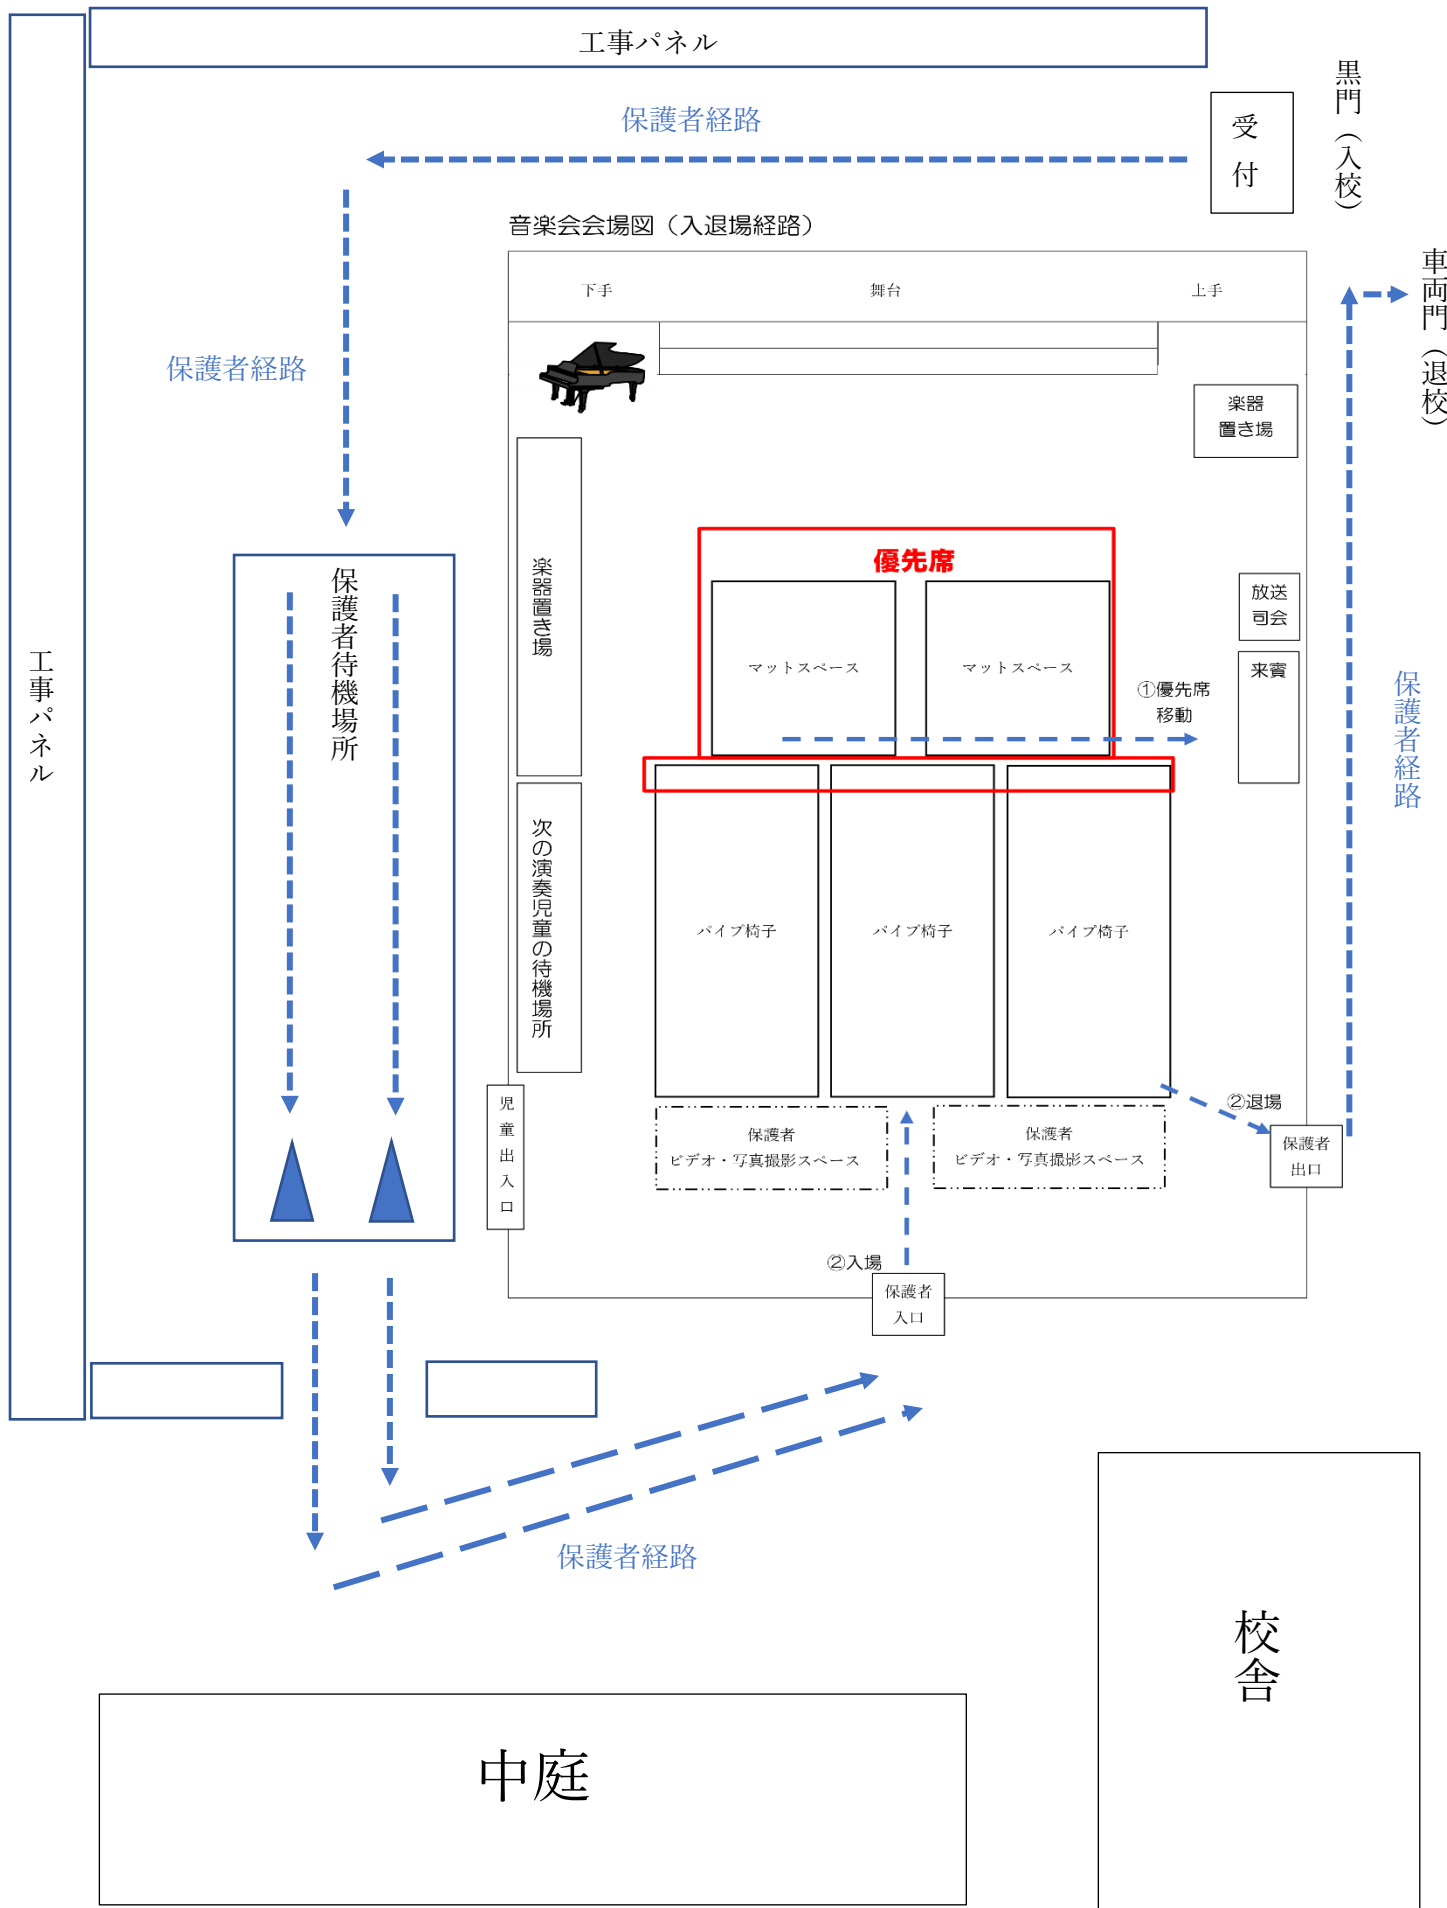 工事パネル
黒門（入校）
受
付
保護者経路
音楽会会場図（入退場経路）
車両門（退校）
下手
舞台
上手
保護者経路
楽器
置き場
優先席
楽器置き場
保護者待機場所
放送
司会
工事パネル
マットスペース
マットスペース
来賓
①優先席
移動
保護者経路
次の演奏児童の待機場所
パイプ椅子
パイプ椅子
パイプ椅子
②退場
児童出入口
保護者
ビデオ・写真撮影スペース
保護者
ビデオ・写真撮影スペース
保護者
出口
②入場
保護者
入口
保護者経路
校舎
中庭